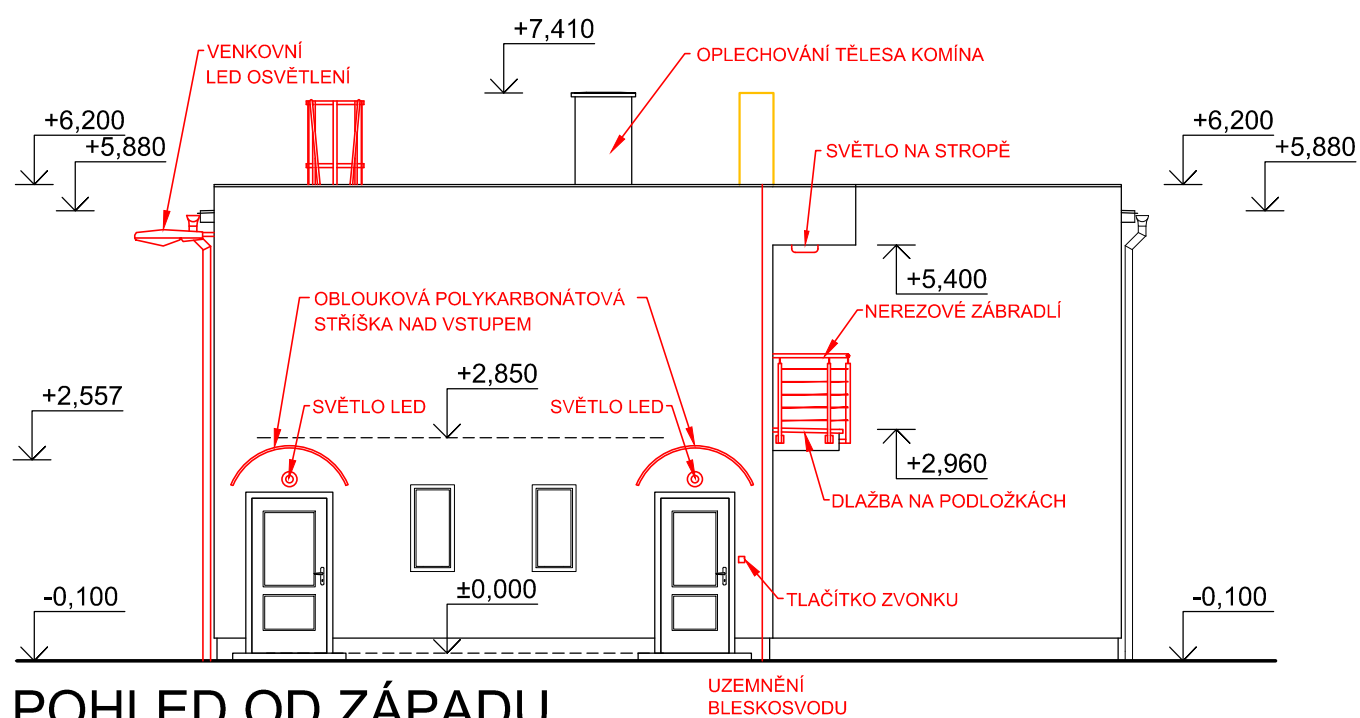 +7,410
VENKOVNÍ
LED OSVĚTLENÍ
OPLECHOVÁNÍ TĚLESA KOMÍNA
+6,200
+5,880
SVĚTLO NA STROPĚ
+6,200
+5,880
+5,400
OBLOUKOVÁ POLYKARBONÁTOVÁ
STŘÍŠKA NAD VSTUPEM
NEREZOVÉ ZÁBRADLÍ
+2,850
+2,557
SVĚTLO LED
SVĚTLO LED
+2,960
DLAŽBA NA PODLOŽKÁCH
-0,100
±0,000
TLAČÍTKO ZVONKU
-0,100
POHLED OD ZÁPADU
UZEMNĚNÍ
BLESKOSVODU